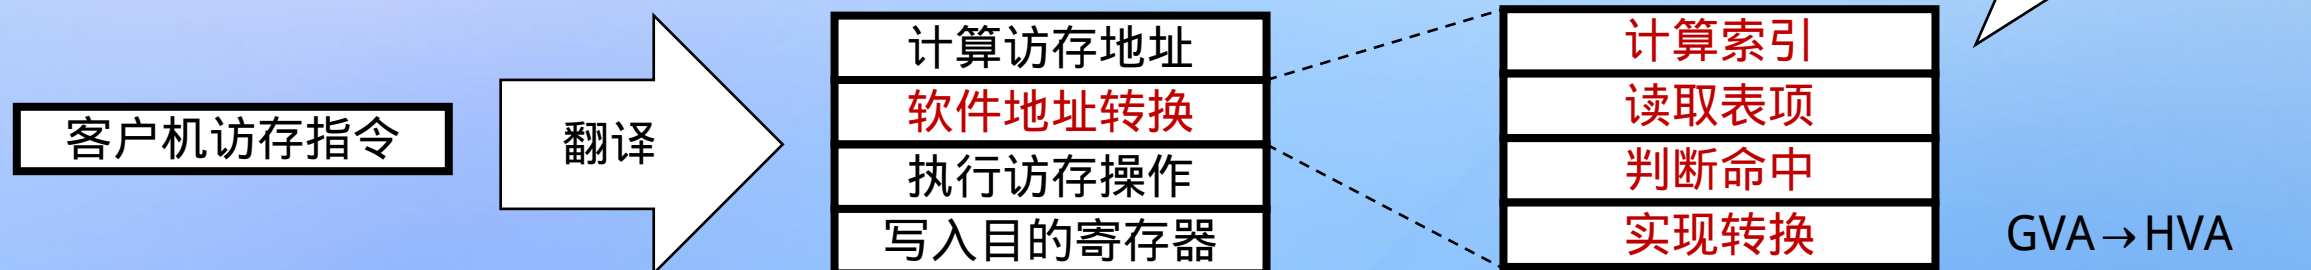 客户机访存指令
翻译
计算访存地址
软件地址转换
执行访存操作
写入目的寄存器
计算索引
读取表项
判断命中
实现转换
GVA→HVA